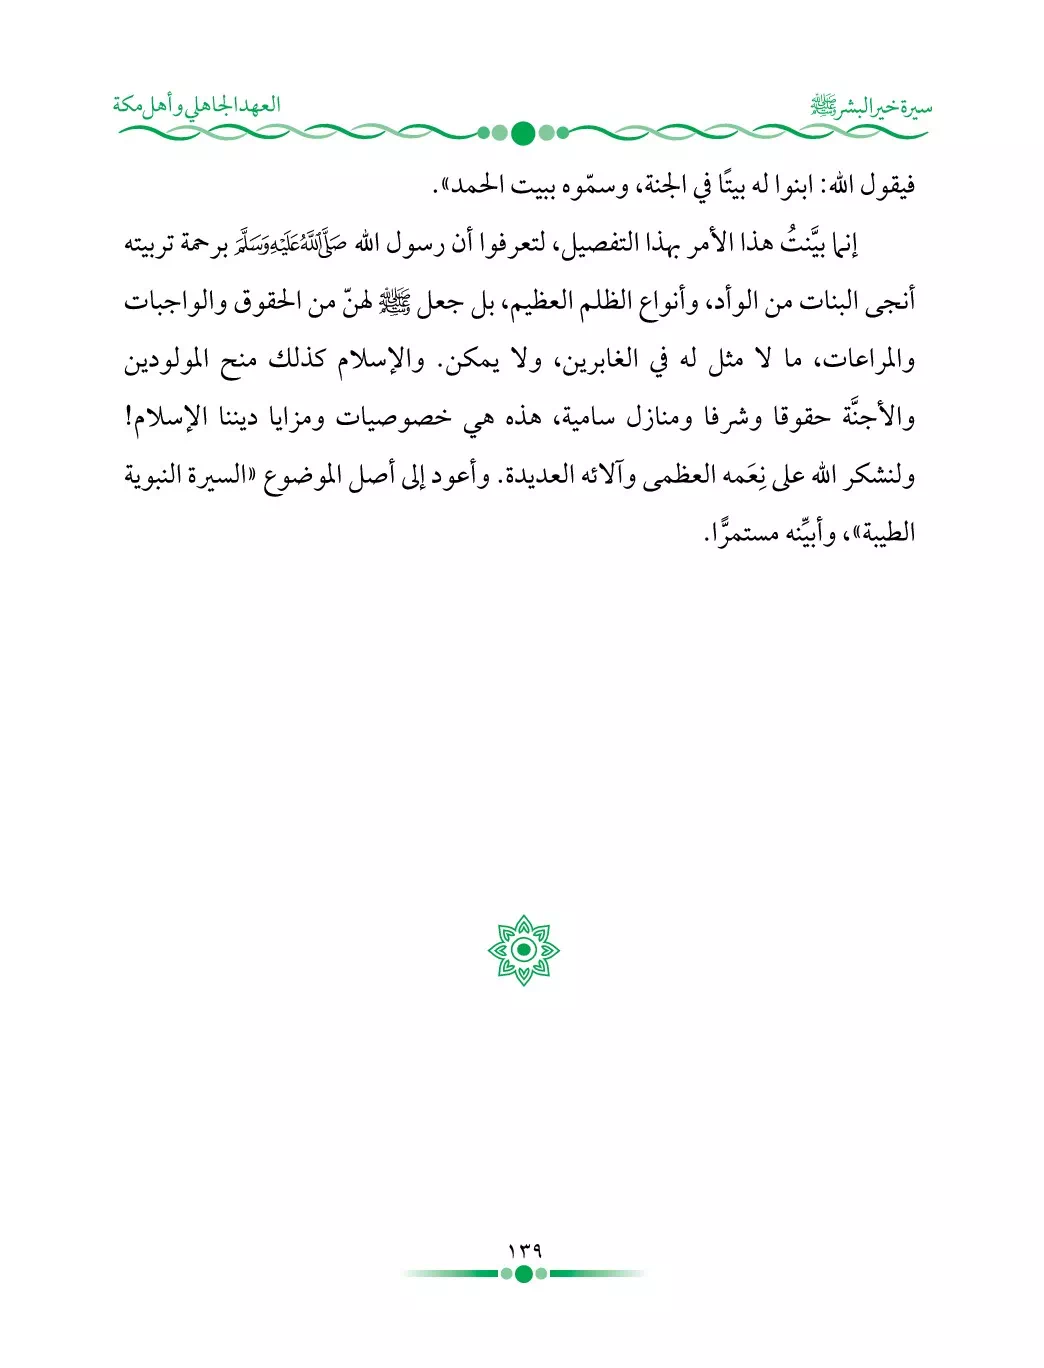 سيرة خير البشر ﷺ
العهد الجاهلي وأهل مكة
فيقول الله: ابنوا له بيتًا في الجنة، وسمّوه ببيت الحمد».
إنما بيَّنتُ هذا الأمر بهذا التفصيل، لتعرفوا أن رسول الله صَلَّى اللَّهُ عَلَيْهِ وَسَلَّمَ برحمة تربيته
أنجى البنات من الوأد، وأنواع الظلم العظيم، بل جعل ﷺ لهنّ من الحقوق والواجبات
والمراعات، ما لا مثل له في الغابرين، ولا يمكن. والإسلام كذلك منح المولودين
والأجنَّة حقوقا وشرفا ومنازل سامية، هذه هي خصوصيات ومزايا ديننا الإسلام!
ولنشكر الله على نِعَمه العظمى وآلائه العديدة. وأعود إلى أصل الموضوع «السيرة النبوية
الطيبة»، وأبيِّنه مستمرًّا.
١٣٩